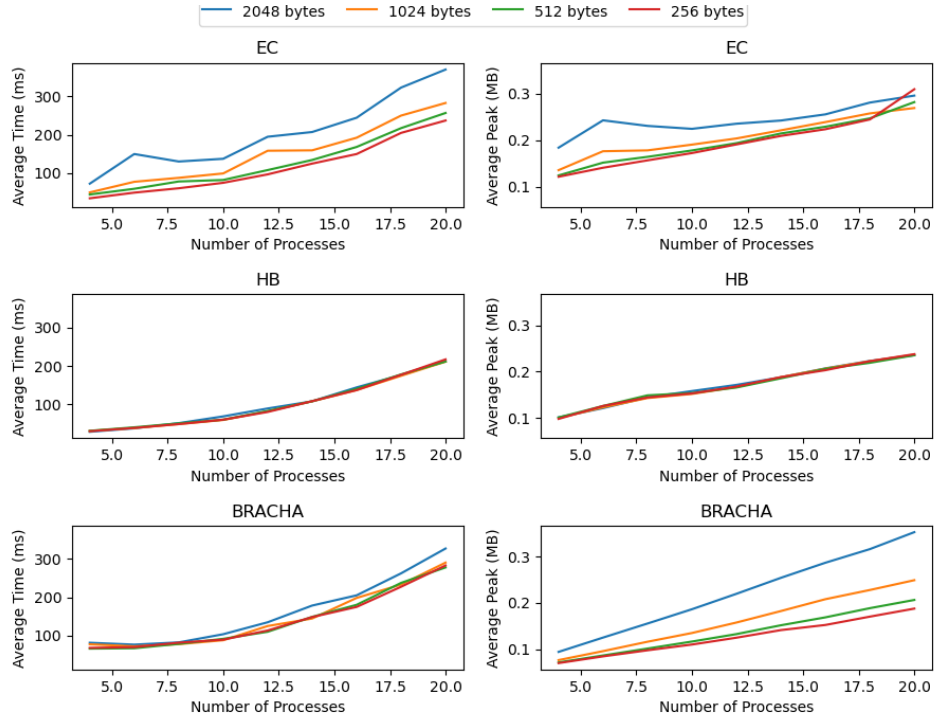 2048 bytes 1024 bytes 512 bytes 256 bytes
EC
Average Time (ms)
300
200
100
5.0 7.5 10.0 12.5 15.0 17.5 20.0
Number of Processes
EC
Average Peak (MB)
0.3
0.2
0.1
5.0 7.5 10.0 12.5 15.0 17.5 20.0
Number of Processes
HB
Average Time (ms)
300
200
100
5.0 7.5 10.0 12.5 15.0 17.5 20.0
Number of Processes
HB
Average Peak (MB)
0.3
0.2
0.1
5.0 7.5 10.0 12.5 15.0 17.5 20.0
Number of Processes
BRACHA
Average Time (ms)
300
200
100
5.0 7.5 10.0 12.5 15.0 17.5 20.0
Number of Processes
BRACHA
Average Peak (MB)
0.3
0.2
0.1
5.0 7.5 10.0 12.5 15.0 17.5 20.0
Number of Processes